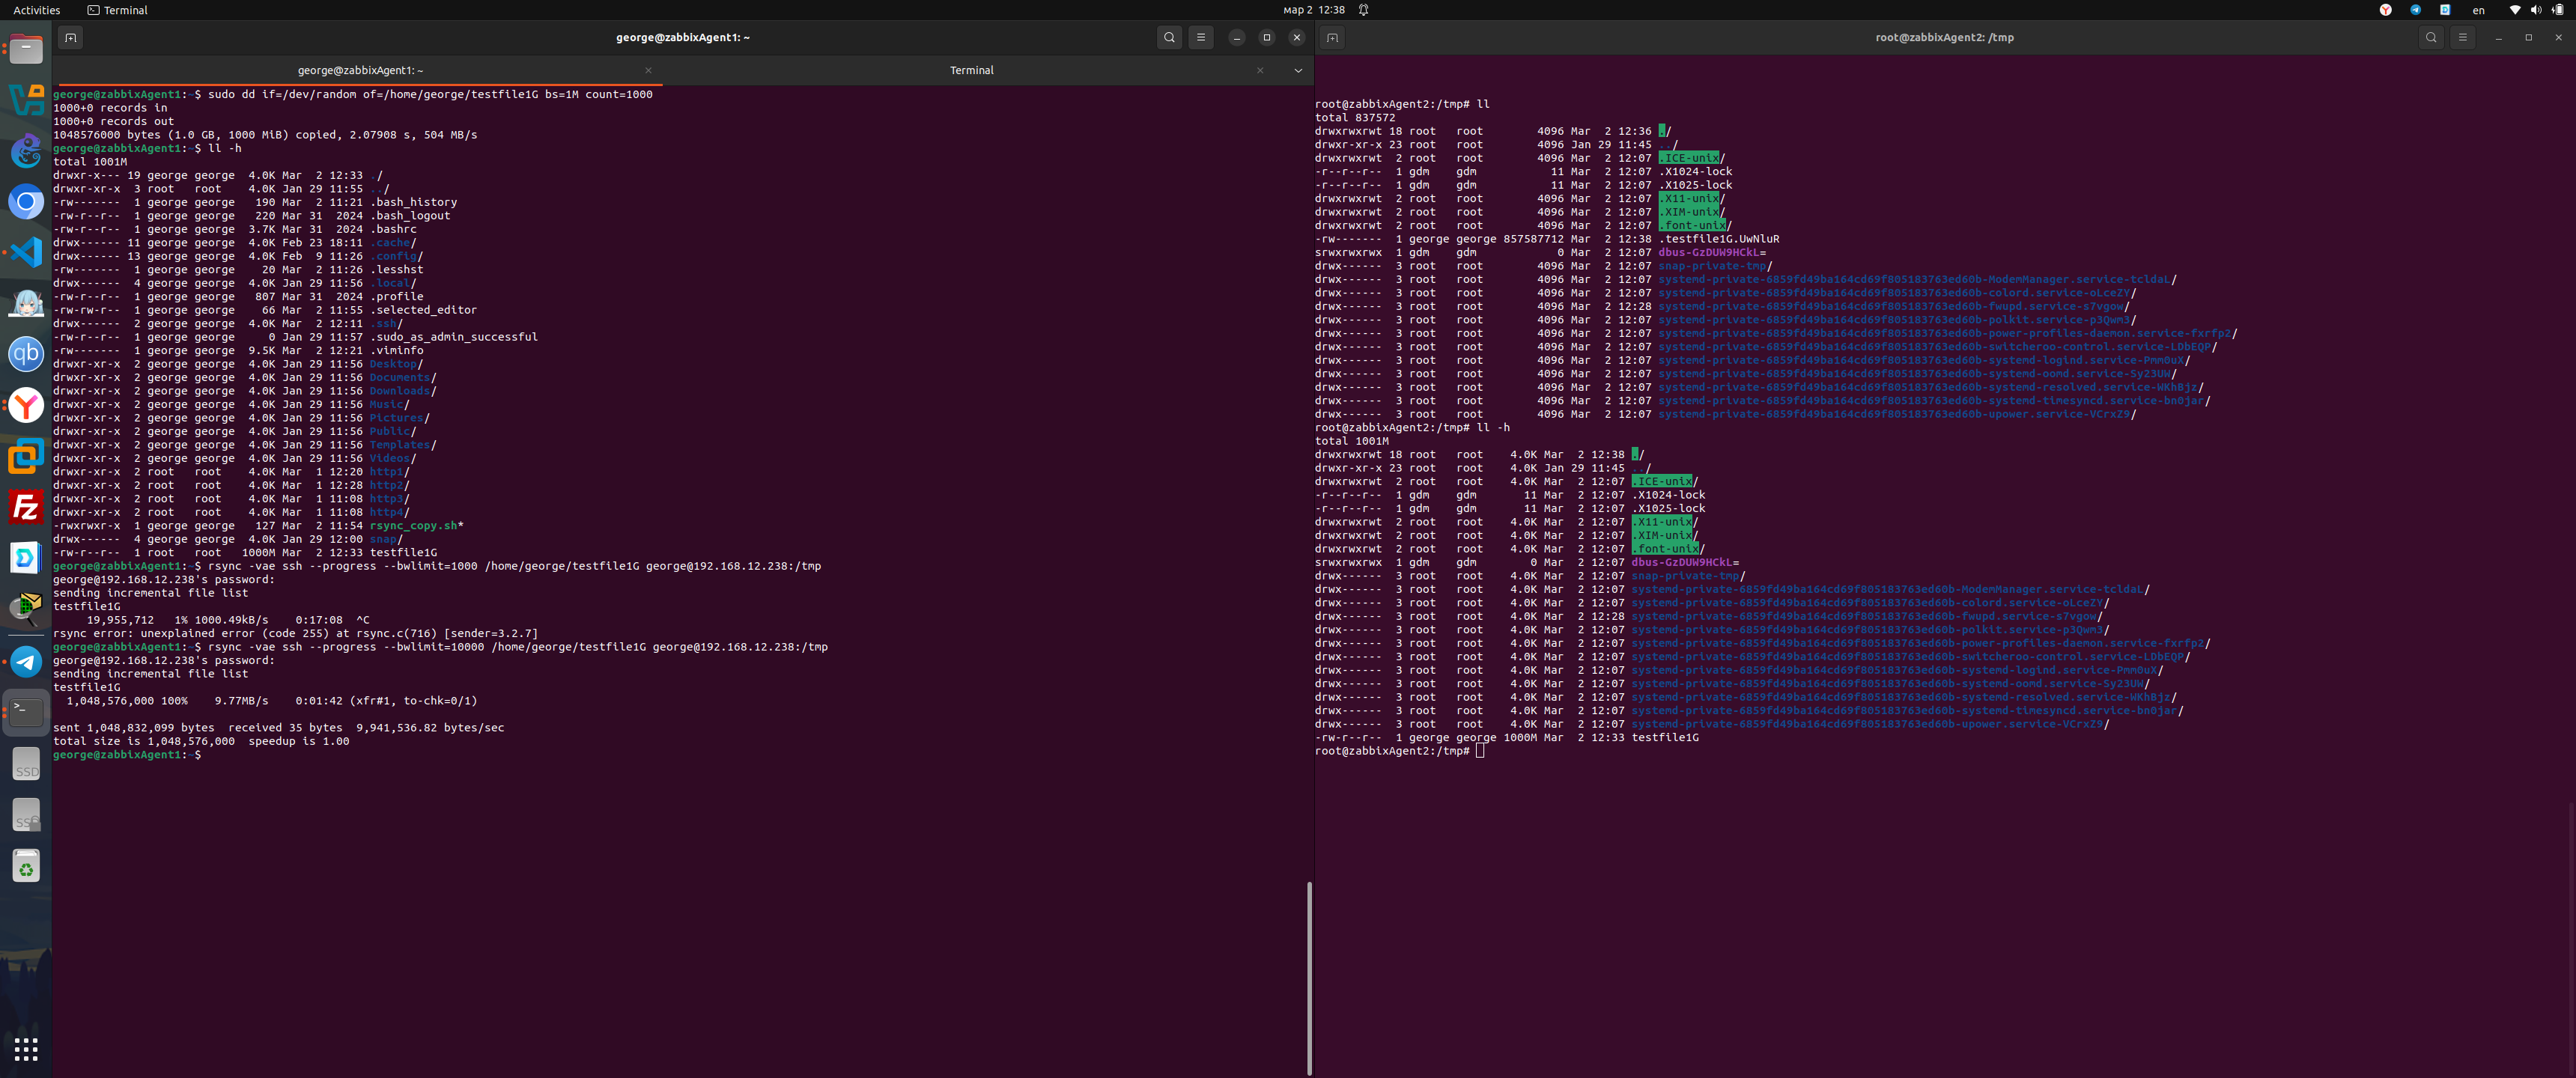 Activities
Terminal
мар 2 12:38
en
george@zabbixAgent1: ~
george@zabbixAgent1: ~
Terminal
george@zabbixAgent1:~$ sudo dd if=/dev/random of=/home/george/testfile1G bs=1M count=1000
1000+0 records in
1000+0 records out
1048576000 bytes (1.0 GB, 1000 MiB) copied, 2.07908 s, 504 MB/s
george@zabbixAgent1:~$ ll -h
total 1001M
drwxr-x--- 19 george george  4.0K Mar  2 12:33 ./
drwxr-xr-x  3 root   root    4.0K Jan 29 11:55 ../
-rw-------  1 george george   190 Mar  2 11:21 .bash_history
-rw-r--r--  1 george george   220 Mar 31  2024 .bash_logout
-rw-r--r--  1 george george  3.7K Mar 31  2024 .bashrc
drwx------ 11 george george  4.0K Feb 23 18:11 .cache/
drwx------ 13 george george  4.0K Feb  9 11:26 .config/
-rw-------  1 george george    20 Mar  2 11:26 .lesshst
drwx------  4 george george  4.0K Jan 29 11:56 .local/
-rw-r--r--  1 george george   807 Mar 31  2024 .profile
-rw-rw-r--  1 george george    66 Mar  2 11:55 .selected_editor
drwx------  2 george george  4.0K Mar  2 12:11 .ssh/
-rw-r--r--  1 george george     0 Jan 29 11:57 .sudo_as_admin_successful
-rw-------  1 george george  9.5K Mar  2 12:21 .viminfo
drwxr-xr-x  2 george george  4.0K Jan 29 11:56 Desktop/
drwxr-xr-x  2 george george  4.0K Jan 29 11:56 Documents/
drwxr-xr-x  2 george george  4.0K Jan 29 11:56 Downloads/
drwxr-xr-x  2 george george  4.0K Jan 29 11:56 Music/
drwxr-xr-x  2 george george  4.0K Jan 29 11:56 Pictures/
drwxr-xr-x  2 george george  4.0K Jan 29 11:56 Public/
drwxr-xr-x  2 george george  4.0K Jan 29 11:56 Templates/
drwxr-xr-x  2 george george  4.0K Jan 29 11:56 Videos/
drwxr-xr-x  2 root   root    4.0K Mar  1 12:20 http1/
drwxr-xr-x  2 root   root    4.0K Mar  1 12:28 http2/
drwxr-xr-x  2 root   root    4.0K Mar  1 11:08 http3/
drwxr-xr-x  2 root   root    4.0K Mar  1 11:08 http4/
-rwxrwxr-x  1 george george   127 Mar  2 11:54 rsync_copy.sh*
drwx------  4 george george  4.0K Jan 29 12:00 snap/
-rw-r--r--  1 root   root   1000M Mar  2 12:33 testfile1G
george@zabbixAgent1:~$ rsync -vae ssh --progress --bwlimit=1000 /home/george/testfile1G george@192.168.12.238:/tmp
george@192.168.12.238's password:
sending incremental file list
testfile1G
19,955,712   1% 1000.49kB/s    0:17:08  ^C
rsync error: unexplained error (code 255) at rsync.c(716) [sender=3.2.7]
george@zabbixAgent1:~$ rsync -vae ssh --progress --bwlimit=10000 /home/george/testfile1G george@192.168.12.238:/tmp
george@192.168.12.238's password:
sending incremental file list
testfile1G
1,048,576,000 100%    9.77MB/s    0:01:42 (xfr#1, to-chk=0/1)
sent 1,048,832,099 bytes  received 35 bytes  9,941,536.82 bytes/sec
total size is 1,048,576,000  speedup is 1.00
george@zabbixAgent1:~$
root@zabbixAgent2: /tmp
root@zabbixAgent2:/tmp# ll
total 837572
drwxrwxrwt 18 root   root        4096 Mar  2 12:36 ./
drwxr-xr-x 23 root   root        4096 Jan 29 11:45 ../
drwxrwxrwt  2 root   root        4096 Mar  2 12:07 .ICE-unix/
-r--r--r--  1 gdm    gdm           11 Mar  2 12:07 .X1024-lock
-r--r--r--  1 gdm    gdm           11 Mar  2 12:07 .X1025-lock
drwxrwxrwt  2 root   root        4096 Mar  2 12:07 .X11-unix/
drwxrwxrwt  2 root   root        4096 Mar  2 12:07 .XIM-unix/
drwxrwxrwt  2 root   root        4096 Mar  2 12:07 .font-unix/
-rw-------  1 george george 857587712 Mar  2 12:38 .testfile1G.UwNluR
srwxrwxrwx  1 gdm    gdm            0 Mar  2 12:07 dbus-GzDUW9HCkL=
drwx------  3 root   root        4096 Mar  2 12:07 snap-private-tmp/
drwx------  3 root   root        4096 Mar  2 12:07 systemd-private-6859fd49ba164cd69f805183763ed60b-ModemManager.service-tcldaL/
drwx------  3 root   root        4096 Mar  2 12:07 systemd-private-6859fd49ba164cd69f805183763ed60b-colord.service-oLceZY/
drwx------  3 root   root        4096 Mar  2 12:28 systemd-private-6859fd49ba164cd69f805183763ed60b-fwupd.service-s7vgow/
drwx------  3 root   root        4096 Mar  2 12:07 systemd-private-6859fd49ba164cd69f805183763ed60b-polkit.service-p3Qwm3/
drwx------  3 root   root        4096 Mar  2 12:07 systemd-private-6859fd49ba164cd69f805183763ed60b-power-profiles-daemon.service-fxrfp2/
drwx------  3 root   root        4096 Mar  2 12:07 systemd-private-6859fd49ba164cd69f805183763ed60b-switcheroo-control.service-LDbEQP/
drwx------  3 root   root        4096 Mar  2 12:07 systemd-private-6859fd49ba164cd69f805183763ed60b-systemd-logind.service-Pmm0uX/
drwx------  3 root   root        4096 Mar  2 12:07 systemd-private-6859fd49ba164cd69f805183763ed60b-systemd-oomd.service-Sy23UW/
drwx------  3 root   root        4096 Mar  2 12:07 systemd-private-6859fd49ba164cd69f805183763ed60b-systemd-resolved.service-WKhBjz/
drwx------  3 root   root        4096 Mar  2 12:07 systemd-private-6859fd49ba164cd69f805183763ed60b-systemd-timesyncd.service-bn0jar/
drwx------  3 root   root        4096 Mar  2 12:07 systemd-private-6859fd49ba164cd69f805183763ed60b-upower.service-VCrxZ9/
root@zabbixAgent2:/tmp# ll -h
total 1001M
drwxrwxrwt 18 root   root    4.0K Mar  2 12:38 ./
drwxr-xr-x 23 root   root    4.0K Jan 29 11:45 ../
drwxrwxrwt  2 root   root    4.0K Mar  2 12:07 .ICE-unix/
-r--r--r--  1 gdm    gdm       11 Mar  2 12:07 .X1024-lock
-r--r--r--  1 gdm    gdm       11 Mar  2 12:07 .X1025-lock
drwxrwxrwt  2 root   root    4.0K Mar  2 12:07 .X11-unix/
drwxrwxrwt  2 root   root    4.0K Mar  2 12:07 .XIM-unix/
drwxrwxrwt  2 root   root    4.0K Mar  2 12:07 .font-unix/
srwxrwxrwx  1 gdm    gdm        0 Mar  2 12:07 dbus-GzDUW9HCkL=
drwx------  3 root   root    4.0K Mar  2 12:07 snap-private-tmp/
drwx------  3 root   root    4.0K Mar  2 12:07 systemd-private-6859fd49ba164cd69f805183763ed60b-ModemManager.service-tcldaL/
drwx------  3 root   root    4.0K Mar  2 12:07 systemd-private-6859fd49ba164cd69f805183763ed60b-colord.service-oLceZY/
drwx------  3 root   root    4.0K Mar  2 12:28 systemd-private-6859fd49ba164cd69f805183763ed60b-fwupd.service-s7vgow/
drwx------  3 root   root    4.0K Mar  2 12:07 systemd-private-6859fd49ba164cd69f805183763ed60b-polkit.service-p3Qwm3/
drwx------  3 root   root    4.0K Mar  2 12:07 systemd-private-6859fd49ba164cd69f805183763ed60b-power-profiles-daemon.service-fxrfp2/
drwx------  3 root   root    4.0K Mar  2 12:07 systemd-private-6859fd49ba164cd69f805183763ed60b-switcheroo-control.service-LDbEQP/
drwx------  3 root   root    4.0K Mar  2 12:07 systemd-private-6859fd49ba164cd69f805183763ed60b-systemd-logind.service-Pmm0uX/
drwx------  3 root   root    4.0K Mar  2 12:07 systemd-private-6859fd49ba164cd69f805183763ed60b-systemd-oomd.service-Sy23UW/
drwx------  3 root   root    4.0K Mar  2 12:07 systemd-private-6859fd49ba164cd69f805183763ed60b-systemd-resolved.service-WKhBjz/
drwx------  3 root   root    4.0K Mar  2 12:07 systemd-private-6859fd49ba164cd69f805183763ed60b-systemd-timesyncd.service-bn0jar/
drwx------  3 root   root    4.0K Mar  2 12:07 systemd-private-6859fd49ba164cd69f805183763ed60b-upower.service-VCrxZ9/
-rw-r--r--  1 george george 1000M Mar  2 12:33 testfile1G
root@zabbixAgent2:/tmp#
qb
Fz
SSD
SSD